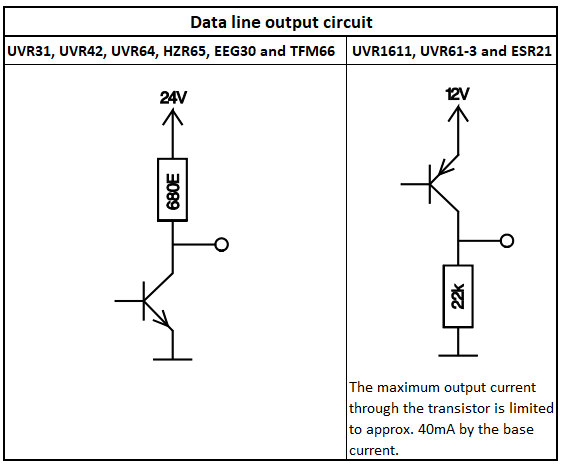 Data line output circuit
UVR31, UVR42, UVR64, HZR65, EEG30 and TFM66
UVR1611, UVR61-3 and ESR21
24V
680E
12V
22K
The maximum output current
through the transistor is limited
to approx. 40mA by the base
current.